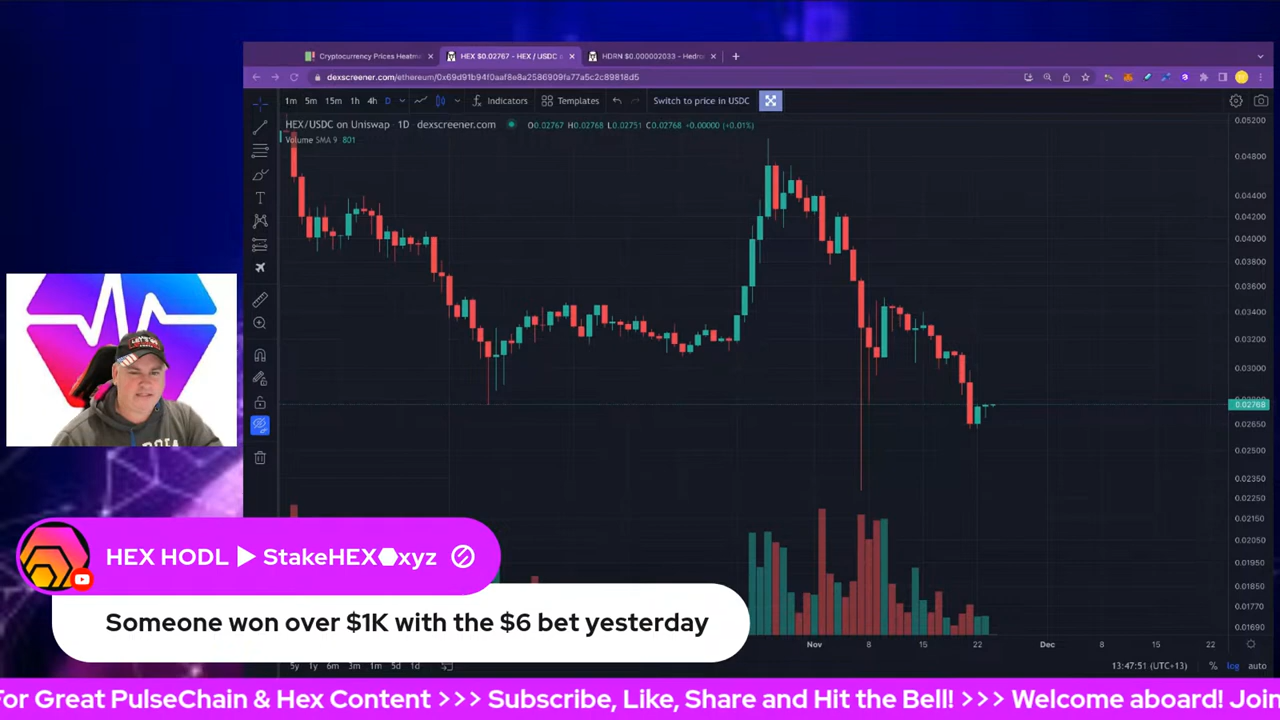 Cryptocurrency Prices Heatm
HEX $0.02767 - HEX / USDC
HDRN $0.000002033 - Hedro
dexscreener.com/ethereum/0x69d91b94f0aaf8e8a2586909fa77a5c2c89818d5
1m 5m 15m 1h 4h D Indicators Templates Switch to price in USDC
HEX/USDC on Uniswap · 1D · dexscreener.com O0.02767 H0.02768 L0.02751 C0.02768 +0.00000 (+0.01%)
Volume SMA 9 801
0.05200
0.04800
0.04400
0.04200
0.04000
0.03800
0.03600
0.03400
0.03200
0.03000
0.02768
0.02650
0.02500
0.02350
0.02250
0.02150
0.02050
0.01950
0.01850
0.01770
0.01690
Nov 8 15 22 Dec 8 15 22
5y 1y 6m 3m 1m 5d 1d 13:47:51 (UTC+13) % log auto
HEX HODL ▶ StakeHEX⬣xyz
Someone won over $1K with the $6 bet yesterday
For Great PulseChain & Hex Content >>> Subscribe, Like, Share and Hit the Bell! >>> Welcome aboard! Join